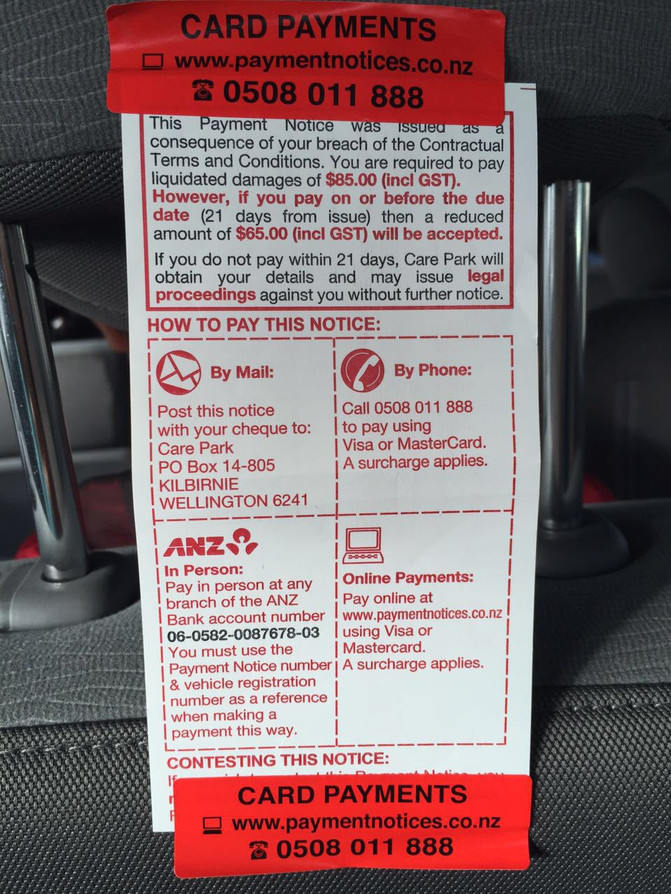 CARD PAYMENTS
www.paymentnotices.co.nz
0508 011 888
This Payment Notice was issued as a
consequence of your breach of the Contractual
Terms and Conditions. You are required to pay
liquidated damages of $85.00 (incl GST).
However, if you pay on or before the due
date (21 days from issue) then a reduced
amount of $65.00 (incl GST) will be accepted.
If you do not pay within 21 days, Care Park will
obtain your details and may issue legal
proceedings against you without further notice.
HOW TO PAY THIS NOTICE:
By Mail:
Post this notice
with your cheque to:
Care Park
PO Box 14-805
KILBIRNIE
WELLINGTON 6241
By Phone:
Call 0508 011 888
to pay using
Visa or MasterCard.
A surcharge applies.
ANZ
In Person:
Pay in person at any
branch of the ANZ
Bank account number
06-0582-0087678-03
You must use the
Payment Notice number
& vehicle registration
number as a reference
when making a
payment this way.
Online Payments:
Pay online at
www.paymentnotices.co.nz
using Visa or
Mastercard.
A surcharge applies.
CONTESTING THIS NOTICE:
CARD PAYMENTS
www.paymentnotices.co.nz
0508 011 888